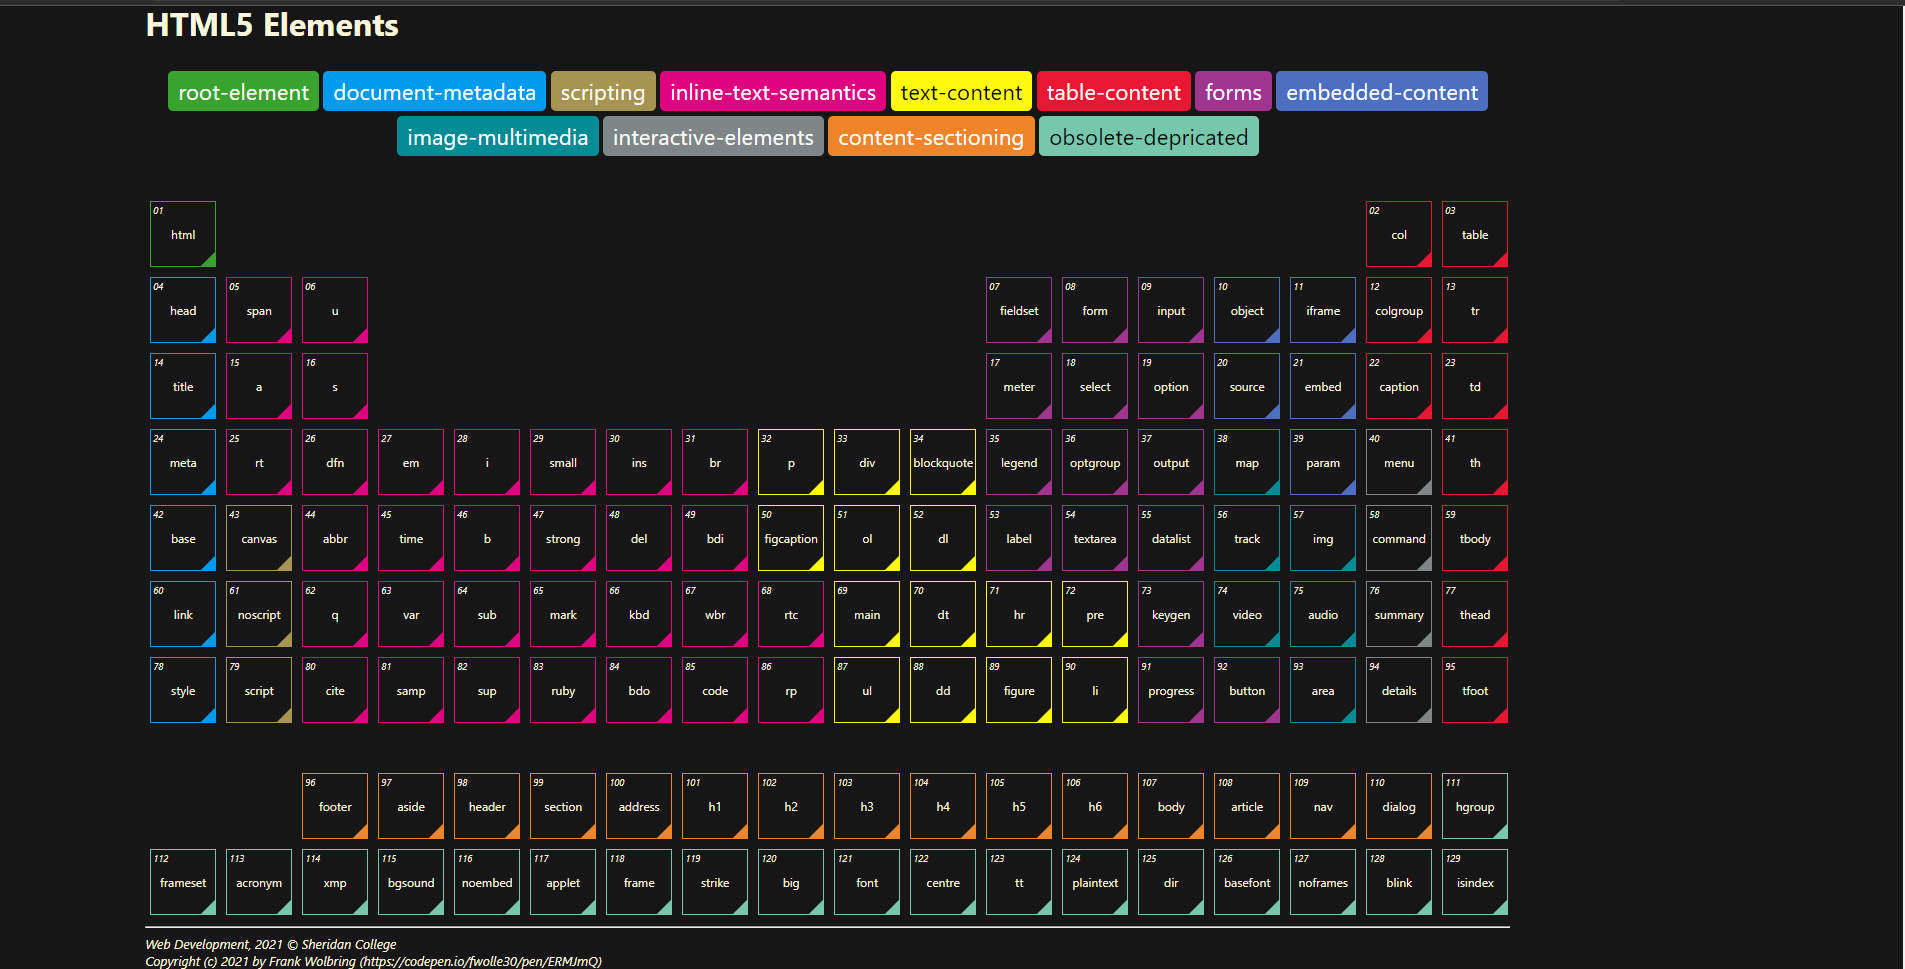 HTML5 Elements
root-element document-metadata scripting inline-text-semantics text-content table-content forms embedded-content
image-multimedia interactive-elements content-sectioning obsolete-depricated
01 02 03
html col table
04 05 06 07 08 09 10 11 12 13
head span u fieldset form input object iframe colgroup tr
14 15 16 17 18 19 20 21 22 23
title a s meter select option source embed caption td
24 25 26 27 28 29 30 31 32 33 34 35 36 37 38 39 40 41
meta rt dfn em i small ins br p div blockquote legend optgroup output map param menu th
42 43 44 45 46 47 48 49 50 51 52 53 54 55 56 57 58 59
base canvas abbr time b strong del bdi figcaption ol dl label textarea datalist track img command tbody
60 61 62 63 64 65 66 67 68 69 70 71 72 73 74 75 76 77
link noscript q var sub mark kbd wbr rtc main dt hr pre keygen video audio summary thead
78 79 80 81 82 83 84 85 86 87 88 89 90 91 92 93 94 95
style script cite samp sup ruby bdo code rp ul dd figure li progress button area details tfoot
96 97 98 99 100 101 102 103 104 105 106 107 108 109 110 111
footer aside header section address h1 h2 h3 h4 h5 h6 body article nav dialog hgroup
112 113 114 115 116 117 118 119 120 121 122 123 124 125 126 127 128 129
frameset acronym xmp bgsound noembed applet frame strike big font centre tt plaintext dir basefont noframes blink isindex
Web Development, 2021 © Sheridan College
Copyright (c) 2021 by Frank Wolbring (https://codepen.io/fwolle30/pen/ERMJmQ)